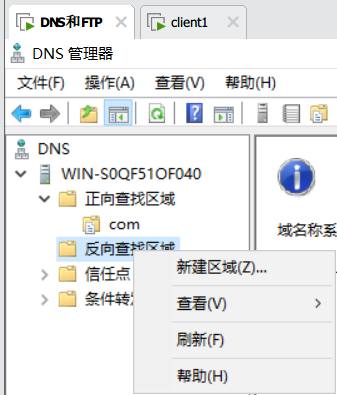 DNS和FTP client1
DNS 管理器
文件(F) 操作(A) 查看(V) 帮助(H)
DNS
WIN-S0QF51OF040
正向查找区域
com
反向查找区域
信任点
条件转发
域名称系
新建区域(Z)...
查看(V)
刷新(F)
帮助(H)